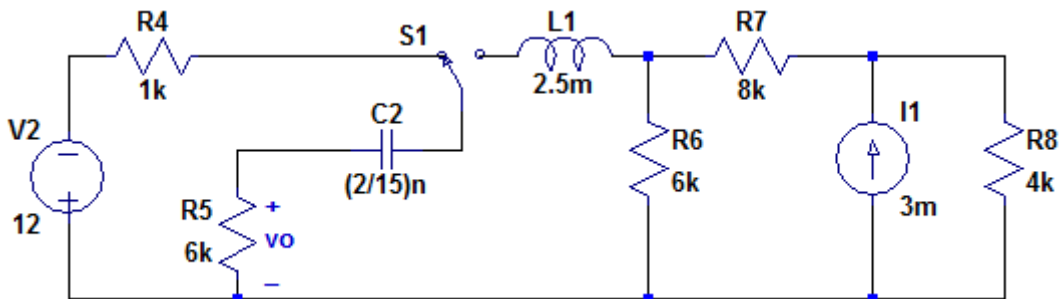 R4
1k
S1
L1
2.5m
R7
8k
V2
−
+
12
C2
(2/15)n
R5
6k
+
vo
−
R6
6k
I1
3m
R8
4k